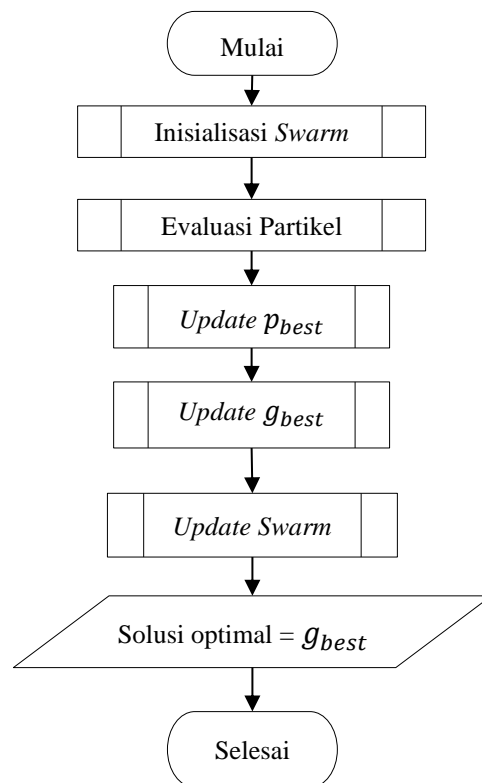 Mulai
Inisialisasi Swarm
Evaluasi Partikel
Update p_best
Update g_best
Update Swarm
Solusi optimal = g_best
Selesai